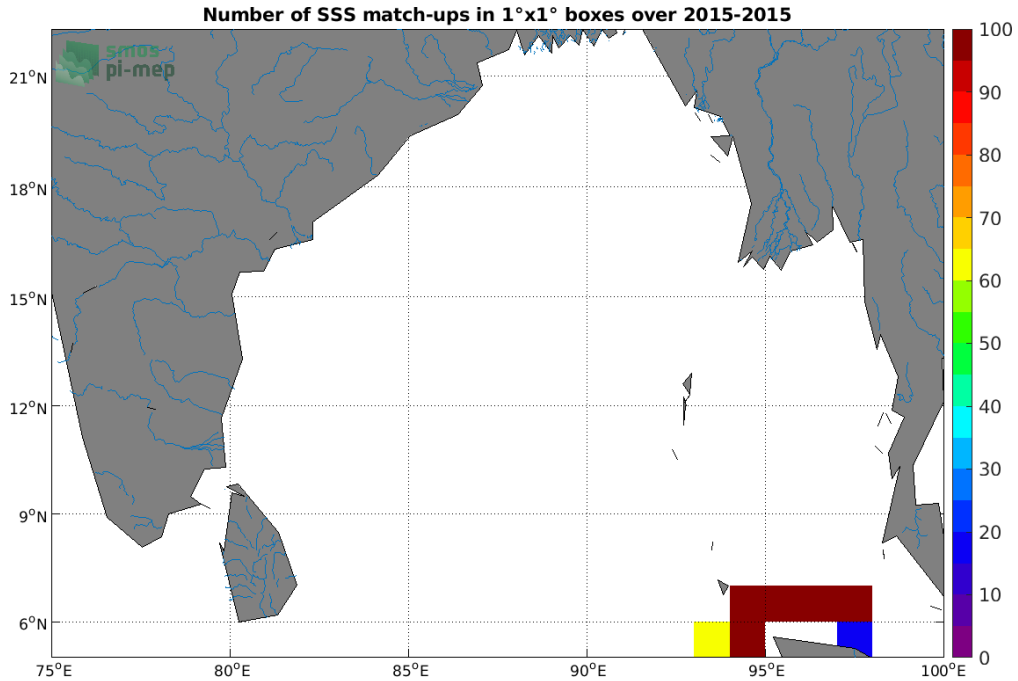 Number of SSS match-ups in 1°x1° boxes over 2015-2015
smos
pi-mep
21°N
18°N
15°N
12°N
9°N
6°N
75°E
80°E
85°E
90°E
95°E
100°E
100
90
80
70
60
50
40
30
20
10
0